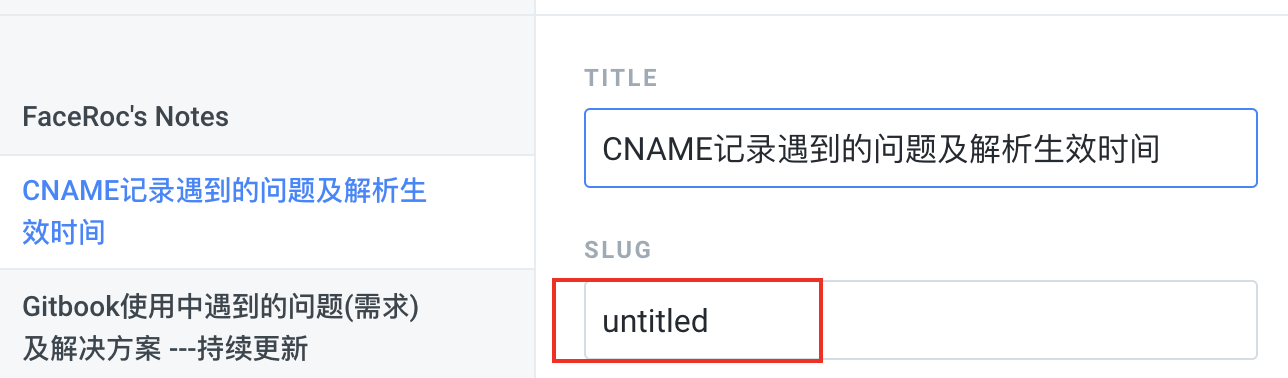 FaceRoc's Notes
CNAME记录遇到的问题及解析生
效时间
Gitbook使用中遇到的问题(需求)
及解决方案 ---持续更新
TITLE
CNAME记录遇到的问题及解析生效时间
SLUG
untitled